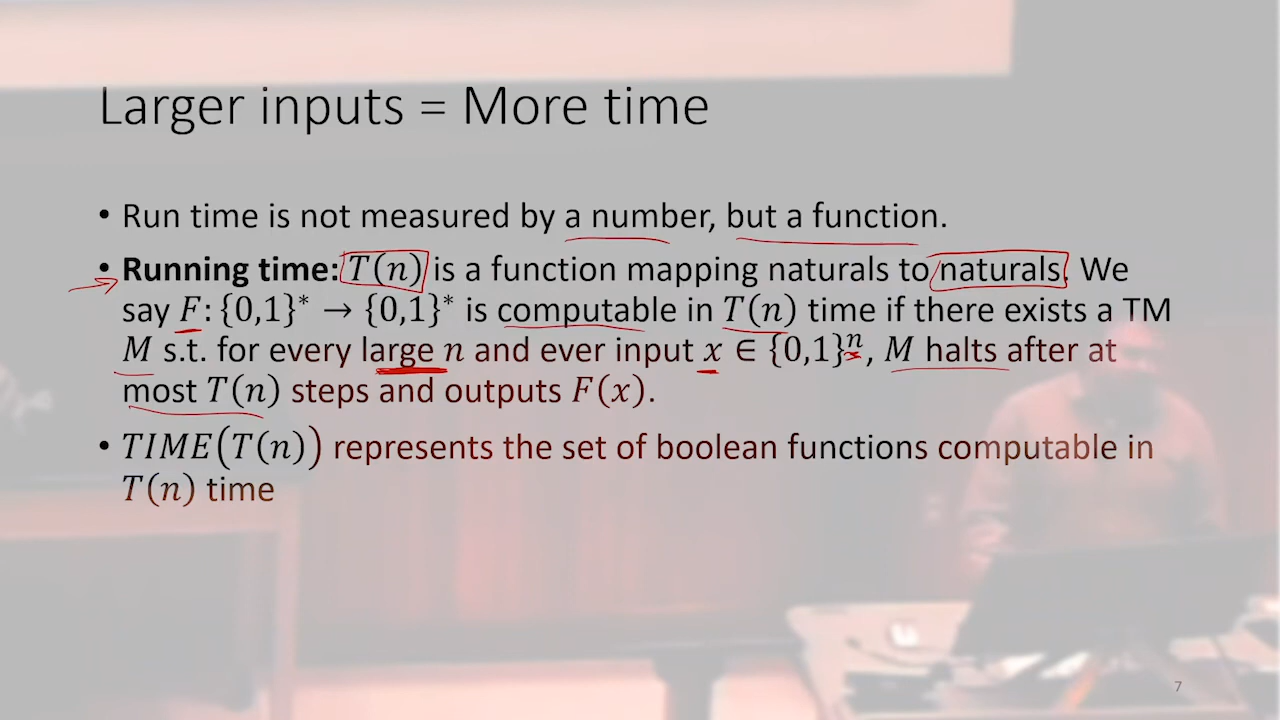 Larger inputs = More time
• Run time is not measured by a number, but a function.
• Running time: T(n) is a function mapping naturals to naturals. We
say F: {0,1}* → {0,1}* is computable in T(n) time if there exists a TM
M s.t. for every large n and ever input x ∈ {0,1}ⁿ, M halts after at
most T(n) steps and outputs F(x).
• TIME(T(n)) represents the set of boolean functions computable in
T(n) time
7